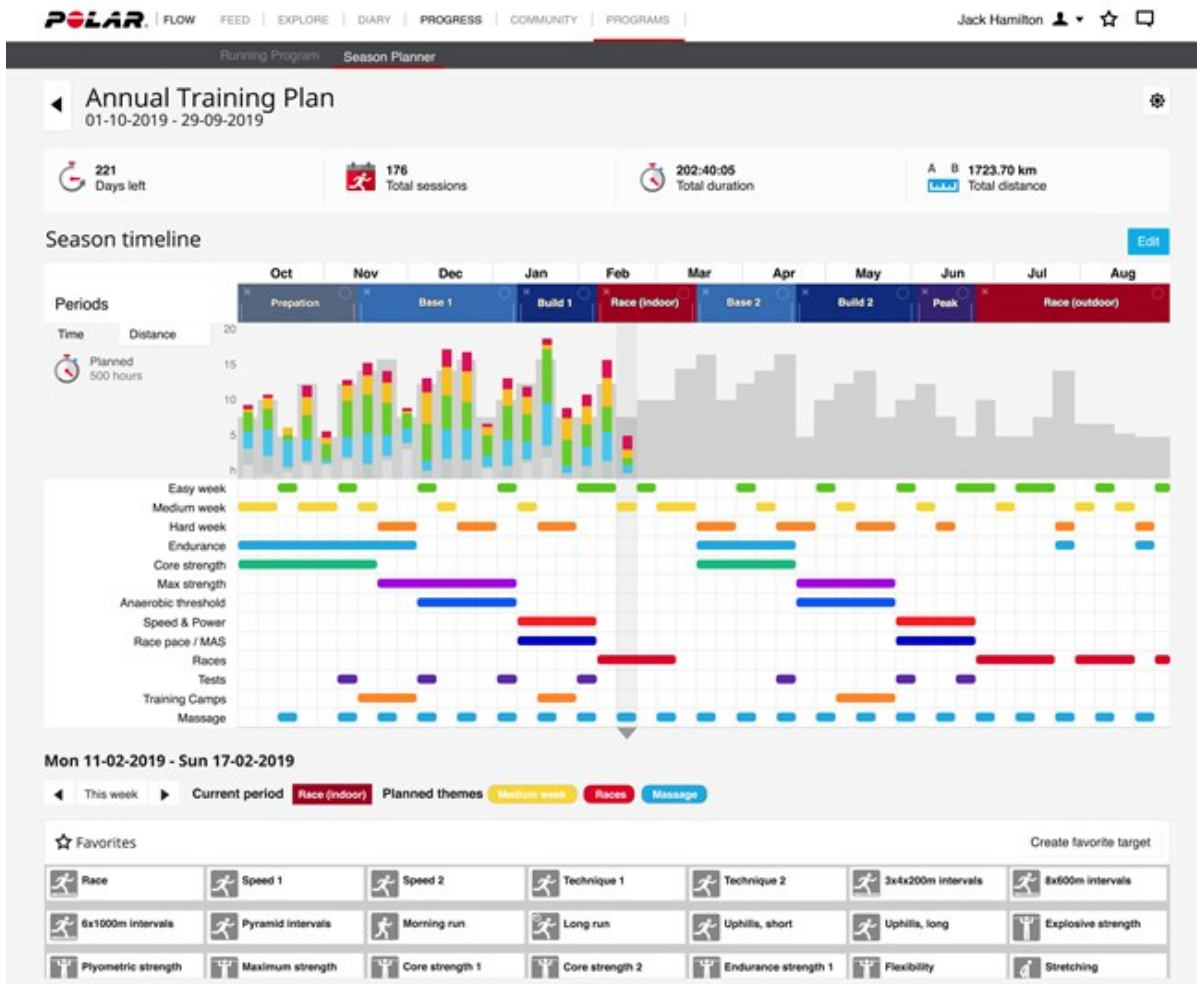 POLAR. FLOW FEED EXPLORE DIARY PROGRESS COMMUNITY PROGRAMS Jack Hamilton
Running Program Season Planner
Annual Training Plan
01-10-2019 - 29-09-2019
221
Days left
176
Total sessions
202:40:05
Total duration
A B 1723.70 km
Total distance
Season timeline
Edit
Oct Nov Dec Jan Feb Mar Apr May Jun Jul Aug
Periods
Prepation Base 1 Build 1 Race (indoor) Base 2 Build 2 Peak Race (outdoor)
Time Distance
Planned
500 hours
20
15
10
5
h
Easy week
Medium week
Hard week
Endurance
Core strength
Max strength
Anaerobic threshold
Speed & Power
Race pace / MAS
Races
Tests
Training Camps
Massage
Mon 11-02-2019 - Sun 17-02-2019
This week Current period Race (indoor) Planned themes Medium week Races Massage
Favorites Create favorite target
Race Speed 1 Speed 2 Technique 1 Technique 2 3x4x200m intervals 8x600m intervals
6x1000m intervals Pyramid intervals Morning run Long run Uphills, short Uphills, long Explosive strength
Plyometric strength Maximum strength Core strength 1 Core strength 2 Endurance strength 1 Flexibility Stretching